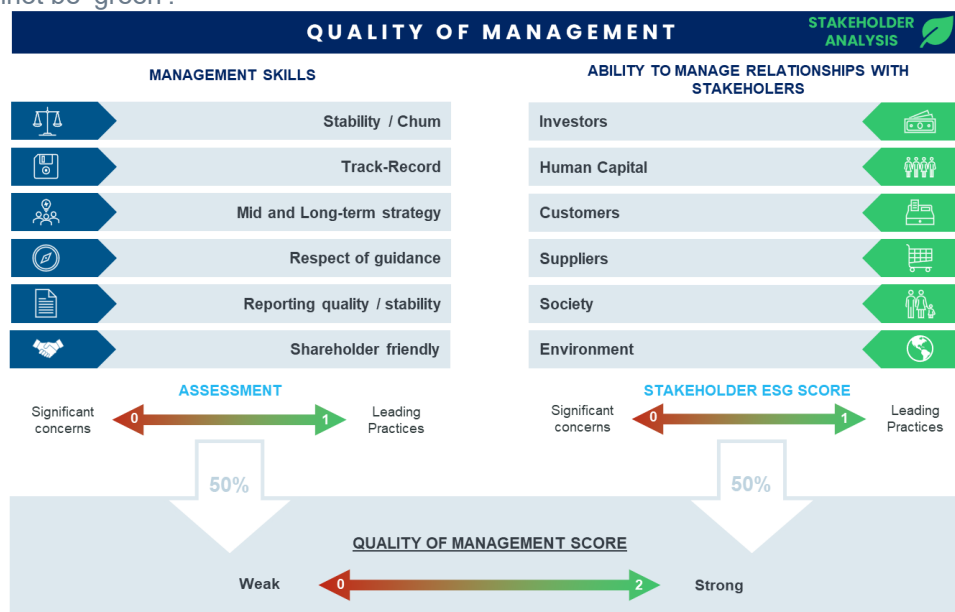 not be 'green'.
QUALITY OF MANAGEMENT
STAKEHOLDER
ANALYSIS
MANAGEMENT SKILLS
Stability / Chum
Track-Record
Mid and Long-term strategy
Respect of guidance
Reporting quality / stability
Shareholder friendly
ASSESSMENT
Significant
concerns
0
1
Leading
Practices
50%
ABILITY TO MANAGE RELATIONSHIPS WITH
STAKEHOLERS
Investors
Human Capital
Customers
Suppliers
Society
Environment
STAKEHOLDER ESG SCORE
Significant
concerns
0
1
Leading
Practices
50%
QUALITY OF MANAGEMENT SCORE
Weak
0
2
Strong